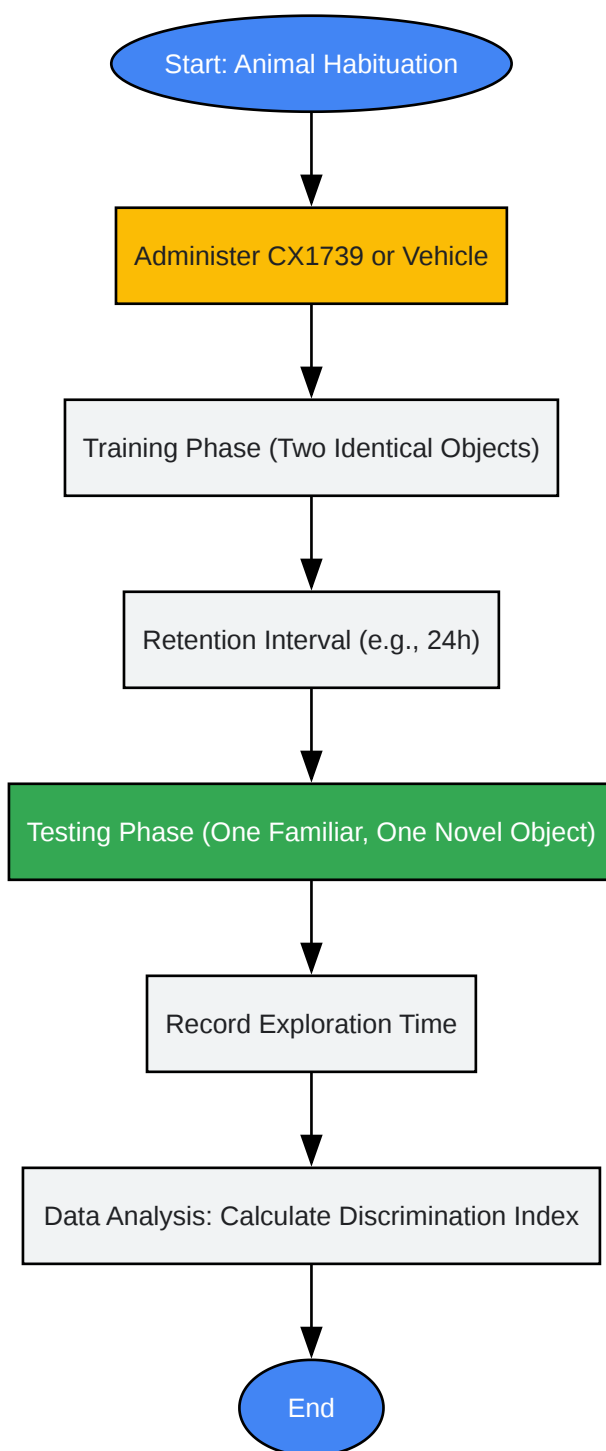 Start: Animal Habituation
Administer CX1739 or Vehicle
Training Phase (Two Identical Objects)
Retention Interval (e.g., 24h)
Testing Phase (One Familiar, One Novel Object)
Record Exploration Time
Data Analysis: Calculate Discrimination Index
End